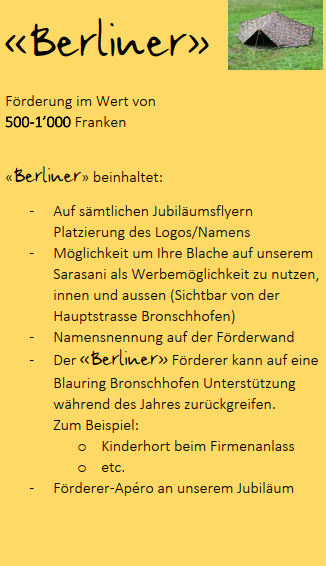 «Berliner»
Förderung im Wert von
500-1’000 Franken
«Berliner» beinhaltet:
- Auf sämtlichen Jubiläumsflyern
Platzierung des Logos/Namens
- Möglichkeit um Ihre Blache auf unserem
Sarasani als Werbemöglichkeit zu nutzen,
innen und aussen (Sichtbar von der
Hauptstrasse Bronschhofen)
- Namensnennung auf der Förderwand
- Der «Berliner» Förderer kann auf eine
Blauring Bronschhofen Unterstützung
während des Jahres zurückgreifen.
Zum Beispiel:
o Kinderhort beim Firmenanlass
o etc.
- Förderer-Apéro an unserem Jubiläum